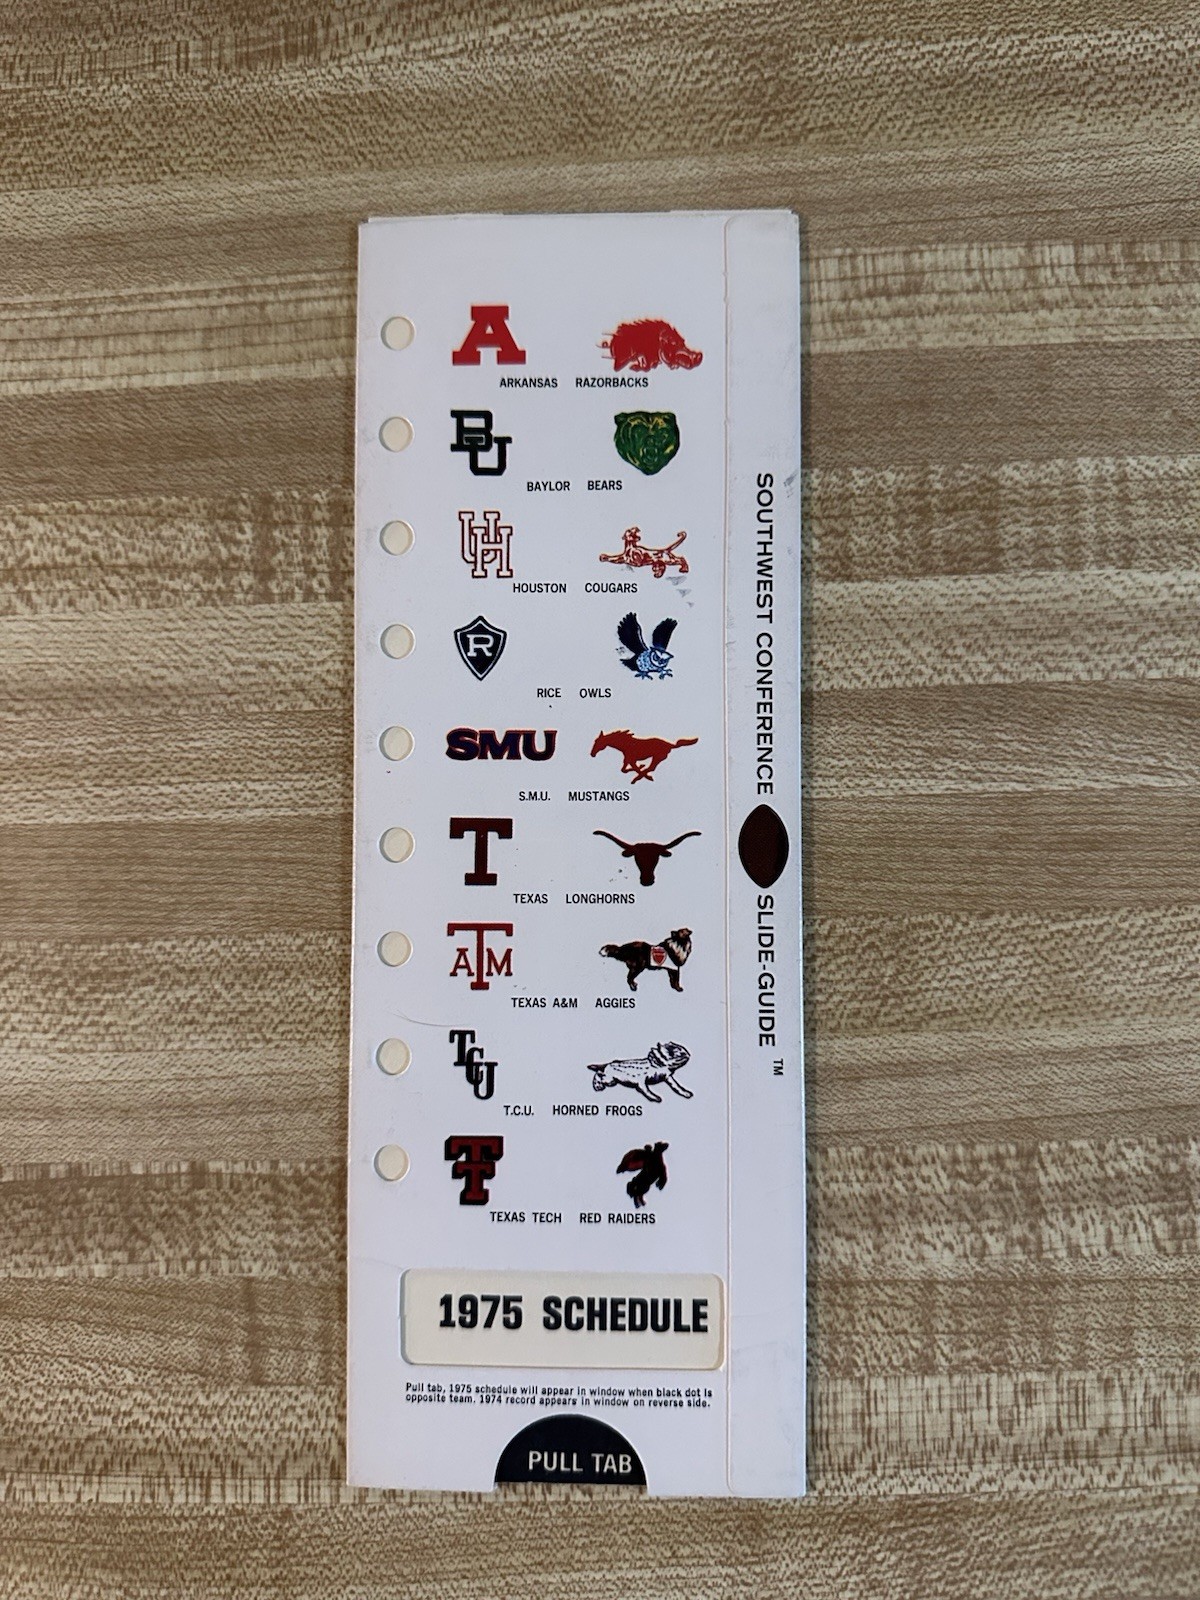 A
ARKANSAS RAZORBACKS
BU
BAYLOR BEARS
UH
HOUSTON COUGARS
R
RICE OWLS
SMU
S.M.U. MUSTANGS
T
TEXAS LONGHORNS
ATM
TEXAS A&M AGGIES
TCU
T.C.U. HORNED FROGS
TT
TEXAS TECH RED RAIDERS
SOUTHWEST CONFERENCE SLIDE-GUIDE TM
1975 SCHEDULE
Pull tab, 1975 schedule will appear in window when black dot is
opposite team. 1974 record appears in window on reverse side.
PULL TAB